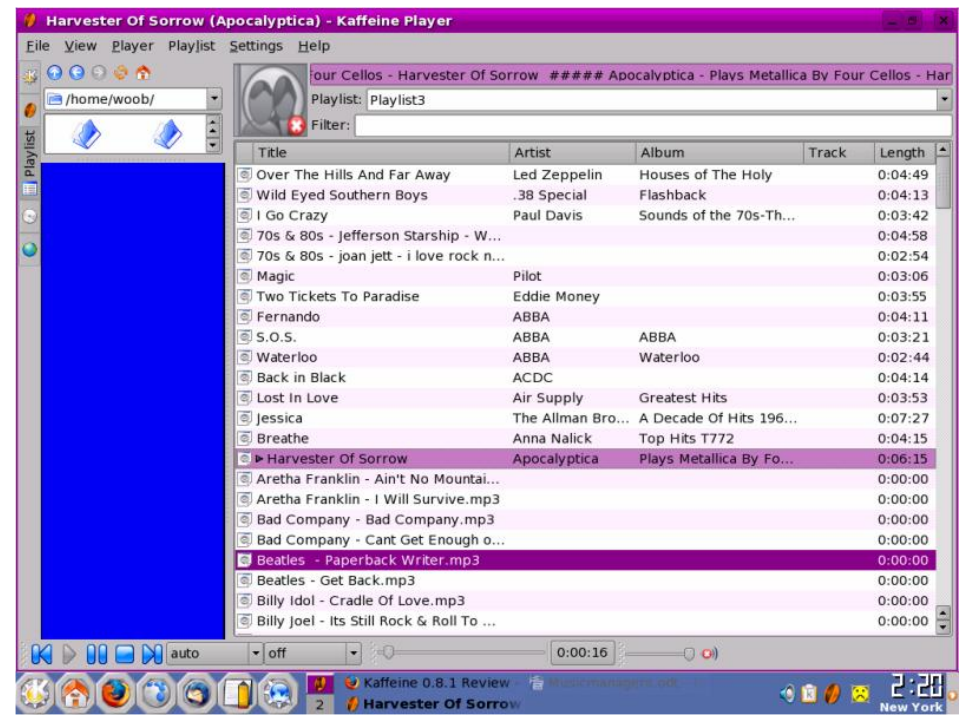 Harvester Of Sorrow (Apocalyptica) - Kaffeine Player
File View Player Playlist Settings Help
Four Cellos - Harvester Of Sorrow ##### Apocalyptica - Plays Metallica By Four Cellos - Har
/home/woob/
Playlist: Playlist3
Filter:
Playlist
Title Artist Album Track Length
Over The Hills And Far Away Led Zeppelin Houses of The Holy 0:04:49
Wild Eyed Southern Boys .38 Special Flashback 0:04:13
I Go Crazy Paul Davis Sounds of the 70s-Th... 0:03:42
70s & 80s - Jefferson Starship - W... 0:04:58
70s & 80s - joan jett - i love rock n... 0:02:54
Magic Pilot 0:03:06
Two Tickets To Paradise Eddie Money 0:03:55
Fernando ABBA 0:04:11
S.O.S. ABBA ABBA 0:03:21
Waterloo ABBA Waterloo 0:02:44
Back in Black ACDC 0:04:14
Lost In Love Air Supply Greatest Hits 0:03:53
Jessica The Allman Bro... A Decade Of Hits 196... 0:07:27
Breathe Anna Nalick Top Hits T772 0:04:15
Harvester Of Sorrow Apocalyptica Plays Metallica By Fo... 0:06:15
Aretha Franklin - Ain't No Mountai... 0:00:00
Aretha Franklin - I Will Survive.mp3 0:00:00
Bad Company - Bad Company.mp3 0:00:00
Bad Company - Cant Get Enough o... 0:00:00
Beatles - Paperback Writer.mp3 0:00:00
Beatles - Get Back.mp3 0:00:00
Billy Idol - Cradle Of Love.mp3 0:00:00
Billy Joel - Its Still Rock & Roll To ... 0:00:00
auto off 0:00:16
Kaffeine 0.8.1 Review - Musicmanagers.odt
2 Harvester Of Sorrow
2:20
New York